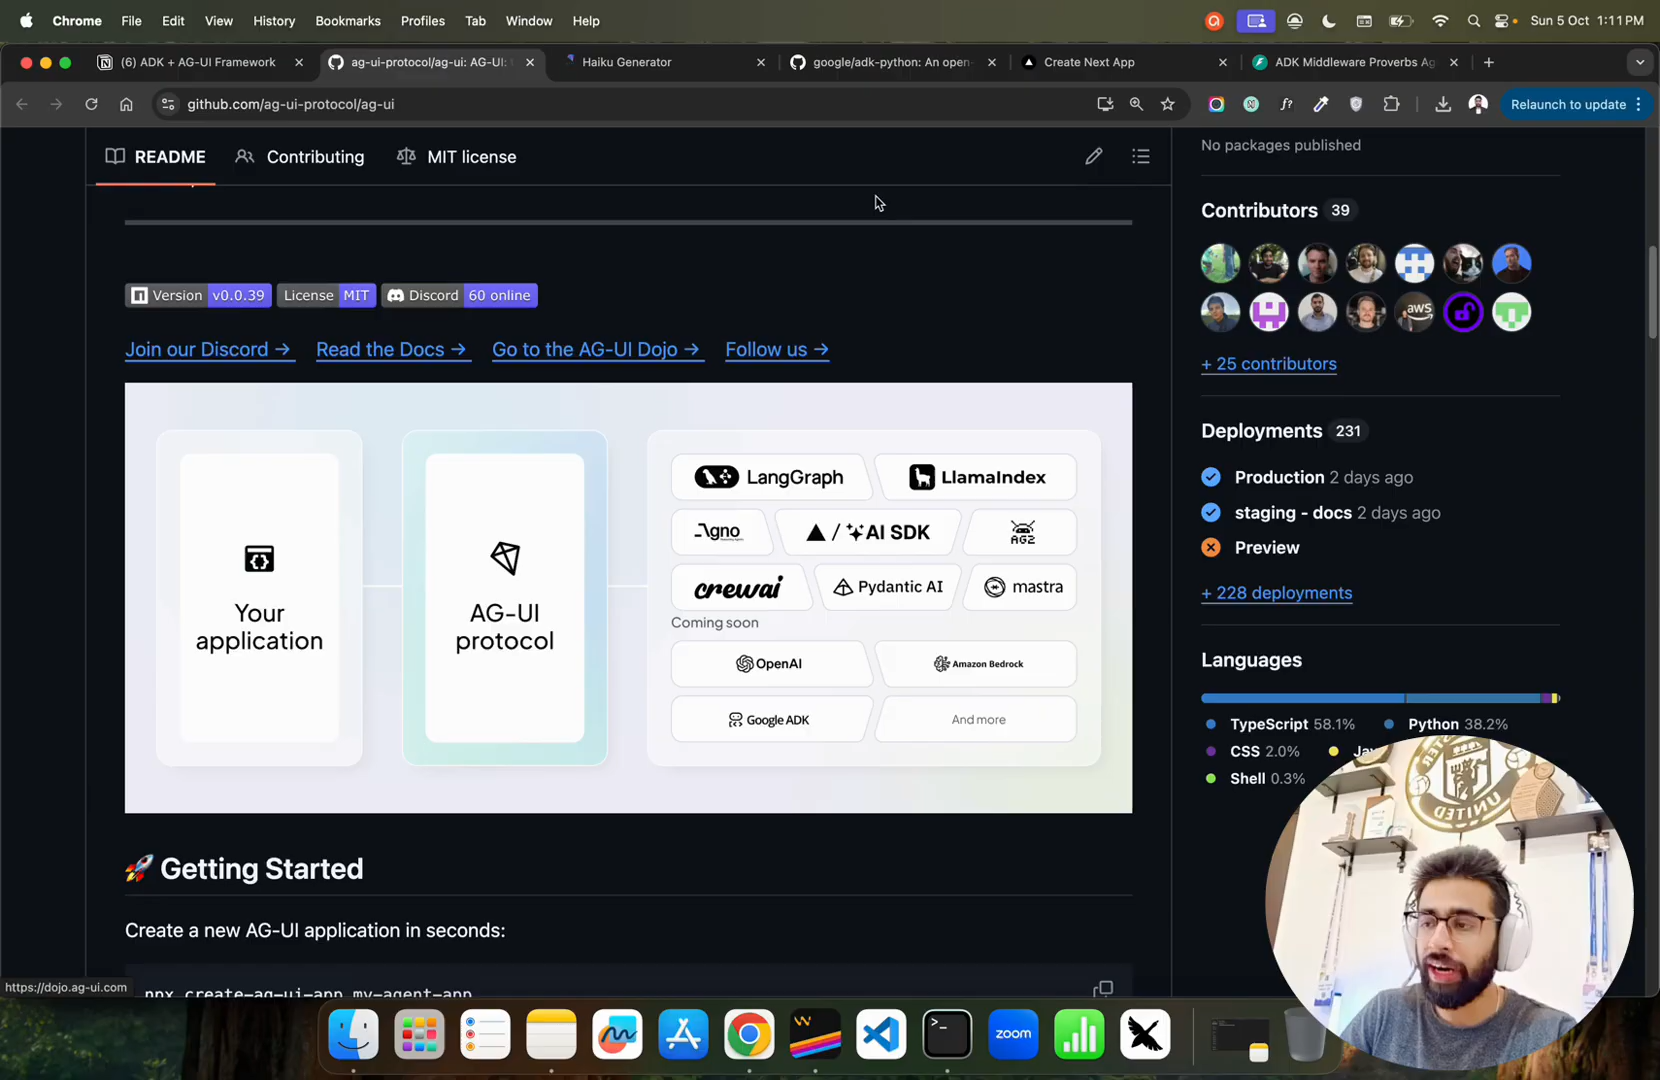 Chrome File Edit View History Bookmarks Profiles Tab Window Help Sun 5 Oct 1:11 PM
(6) ADK + AG-UI Framework
ag-ui-protocol/ag-ui: AG-UI:
Haiku Generator
google/adk-python: An open-
Create Next App
ADK Middleware Proverbs Ag
github.com/ag-ui-protocol/ag-ui
Relaunch to update
README
Contributing
MIT license
Version v0.0.39 License MIT Discord 60 online
Join our Discord → Read the Docs → Go to the AG-UI Dojo → Follow us →
Your
application
AG-UI
protocol
LangGraph LlamaIndex
Agno / AI SDK AG2
crewai Pydantic AI mastra
Coming soon
OpenAI Amazon Bedrock
Google ADK And more
🚀 Getting Started
Create a new AG-UI application in seconds:
npx create-ag-ui-app my-agent-app
No packages published
Contributors 39
aws
+ 25 contributors
Deployments 231
Production 2 days ago
staging - docs 2 days ago
Preview
+ 228 deployments
Languages
TypeScript 58.1% Python 38.2%
CSS 2.0% Ja
Shell 0.3%
UNITED
https://dojo.ag-ui.com
zoom